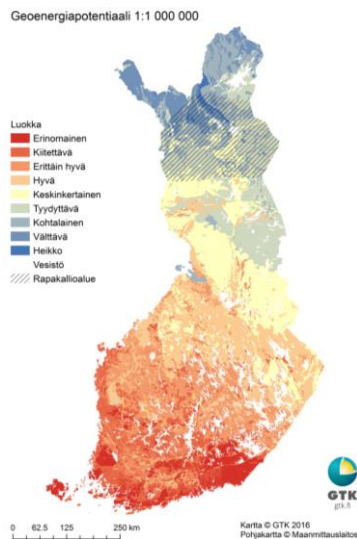 Geoenergiapotentiaali 1:1 000 000
Luokka
Erinomainen
Kiitettävä
Erittäin hyvä
Hyvä
Keskinkertainen
Tyydyttävä
Kohtalainen
Välttävä
Heikko
Vesistö
Rapakallioalue
GTK
gtk.fi
0 62.5 125 250 km
Kartta © GTK 2016
Pohjakartta © Maanmittauslaitos